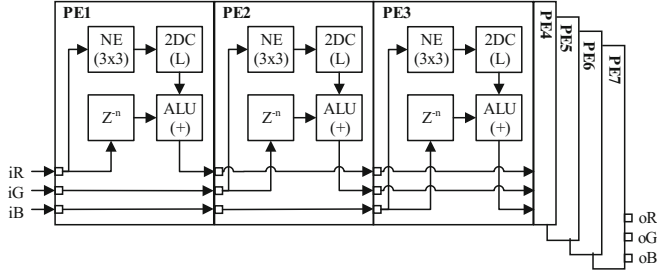 PE1 PE2 PE3 PE4 PE5 PE6 PE7
NE 2DC NE 2DC NE 2DC
(3x3) (L) (3x3) (L) (3x3) (L)
Z-n ALU Z-n ALU Z-n ALU
(+) (+) (+)
iR
iG
iB
oR
oG
oB